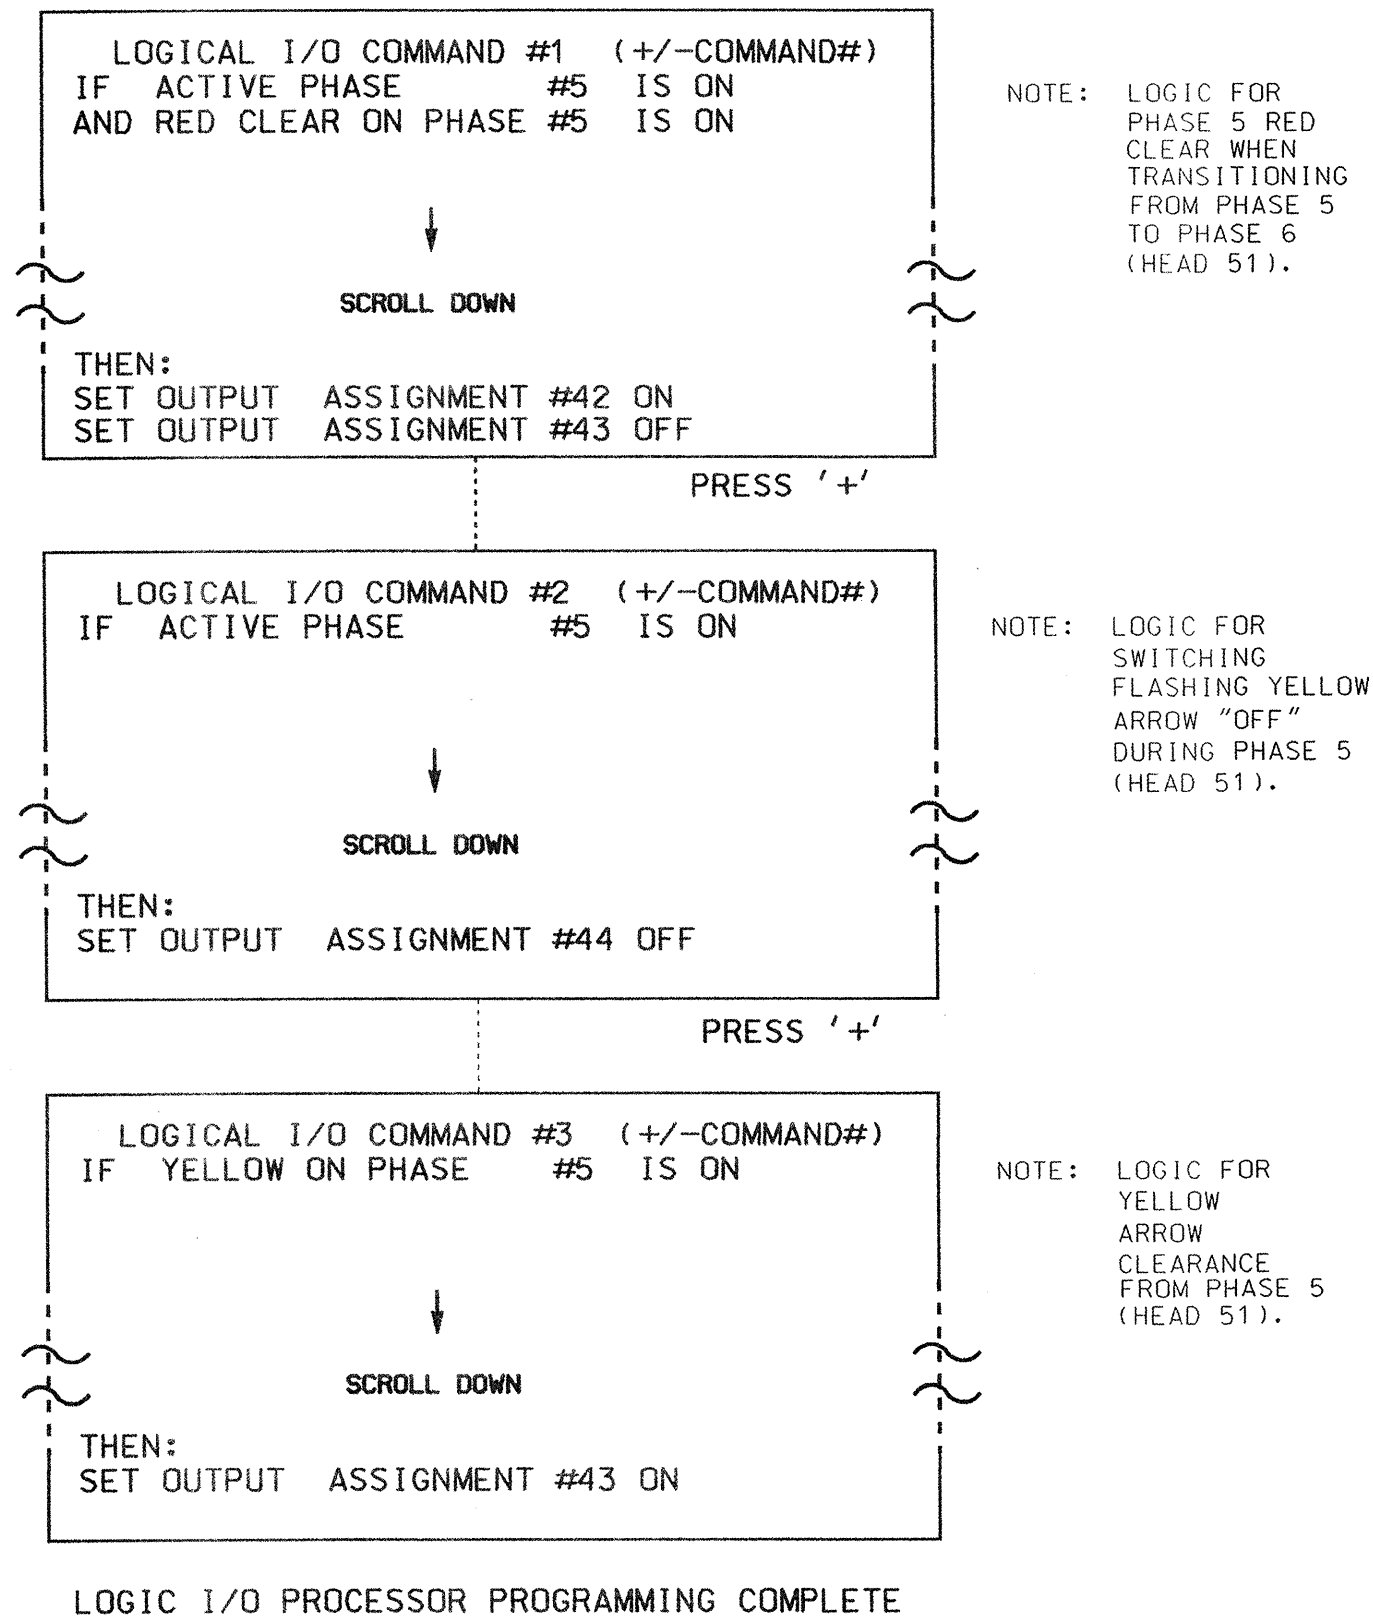 LOGICAL I/O COMMAND #1 (+/-COMMAND#)
IF ACTIVE PHASE #5 IS ON
AND RED CLEAR ON PHASE #5 IS ON
SCROLL DOWN
THEN:
SET OUTPUT ASSIGNMENT #42 ON
SET OUTPUT ASSIGNMENT #43 OFF
NOTE: LOGIC FOR
PHASE 5 RED
CLEAR WHEN
TRANSITIONING
FROM PHASE 5
TO PHASE 6
(HEAD 51).
PRESS '+'
LOGICAL I/O COMMAND #2 (+/-COMMAND#)
IF ACTIVE PHASE #5 IS ON
SCROLL DOWN
THEN:
SET OUTPUT ASSIGNMENT #44 OFF
NOTE: LOGIC FOR
SWITCHING
FLASHING YELLOW
ARROW "OFF"
DURING PHASE 5
(HEAD 51).
PRESS '+'
LOGICAL I/O COMMAND #3 (+/-COMMAND#)
IF YELLOW ON PHASE #5 IS ON
SCROLL DOWN
THEN:
SET OUTPUT ASSIGNMENT #43 ON
NOTE: LOGIC FOR
YELLOW
ARROW
CLEARANCE
FROM PHASE 5
(HEAD 51).
LOGIC I/O PROCESSOR PROGRAMMING COMPLETE